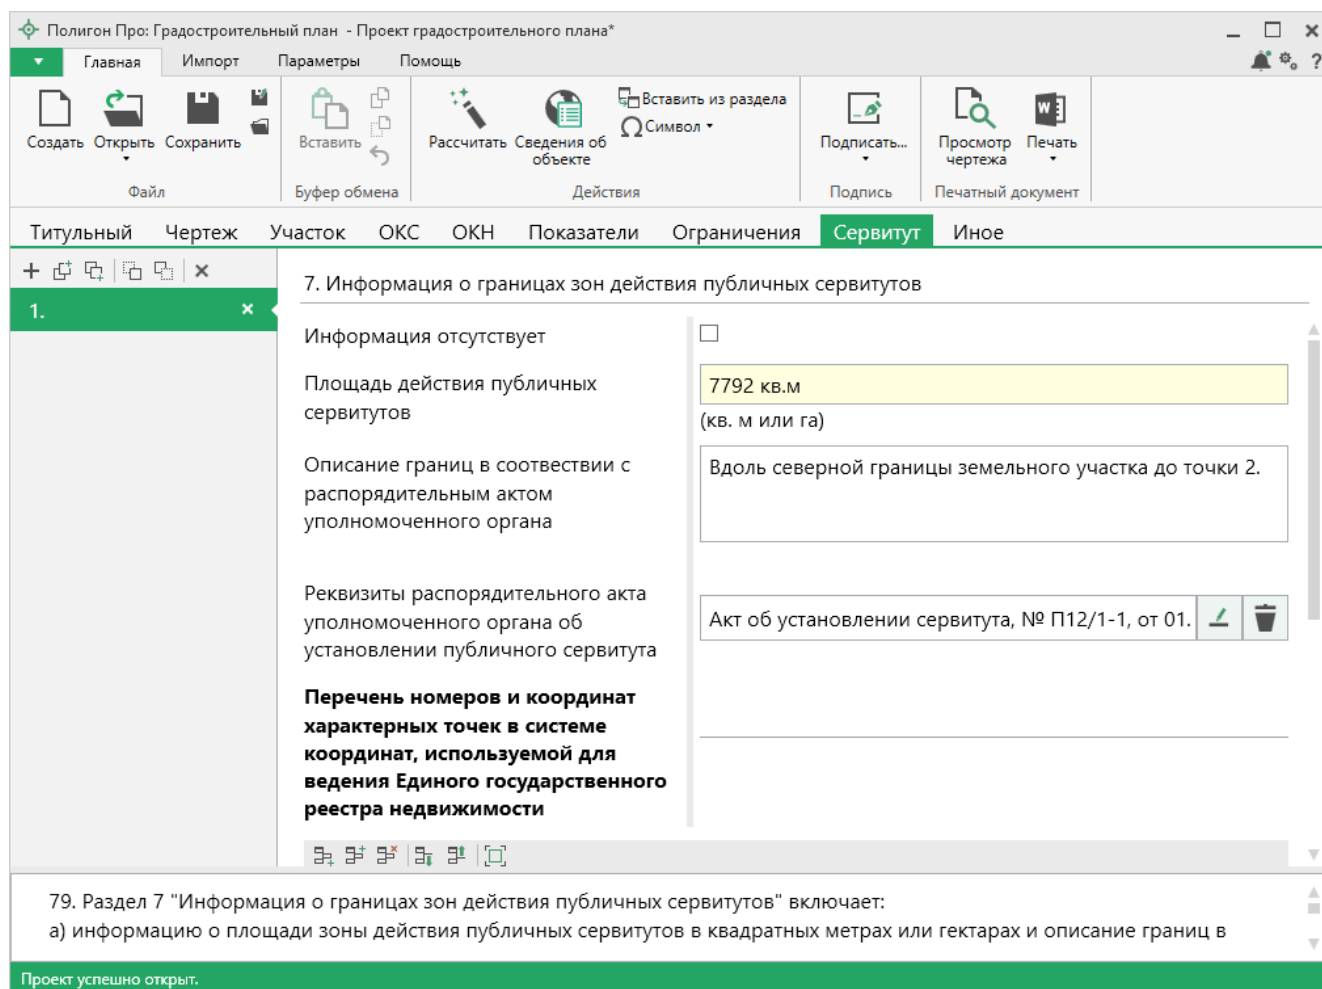 Полигон Про: Градостроительный план - Проект градостроительного плана*
Главная Импорт Параметры Помощь
?
Создать Открыть Сохранить
Файл
Вставить
Буфер обмена
Рассчитать Сведения об объекте
Вставить из раздела
Символ
Действия
Подписать...
Подпись
Просмотр чертежа
Печать
Печатный документ
Титульный Чертеж Участок ОКС ОКН Показатели Ограничения Сервитут Иное
1.
7. Информация о границах зон действия публичных сервитутов
Информация отсутствует
Площадь действия публичных
сервитутов
7792 кв.м
(кв. м или га)
Описание границ в соотвествии с
распорядительным актом
уполномоченного органа
Вдоль северной границы земельного участка до точки 2.
Реквизиты распорядительного акта
уполномоченного органа об
установлении публичного сервитута
Акт об установлении сервитута, № П12/1-1, от 01.
Перечень номеров и координат
характерных точек в системе
координат, используемой для
ведения Единого государственного
реестра недвижимости
79. Раздел 7 "Информация о границах зон действия публичных сервитутов" включает:
а) информацию о площади зоны действия публичных сервитутов в квадратных метрах или гектарах и описание границ в
Проект успешно открыт.